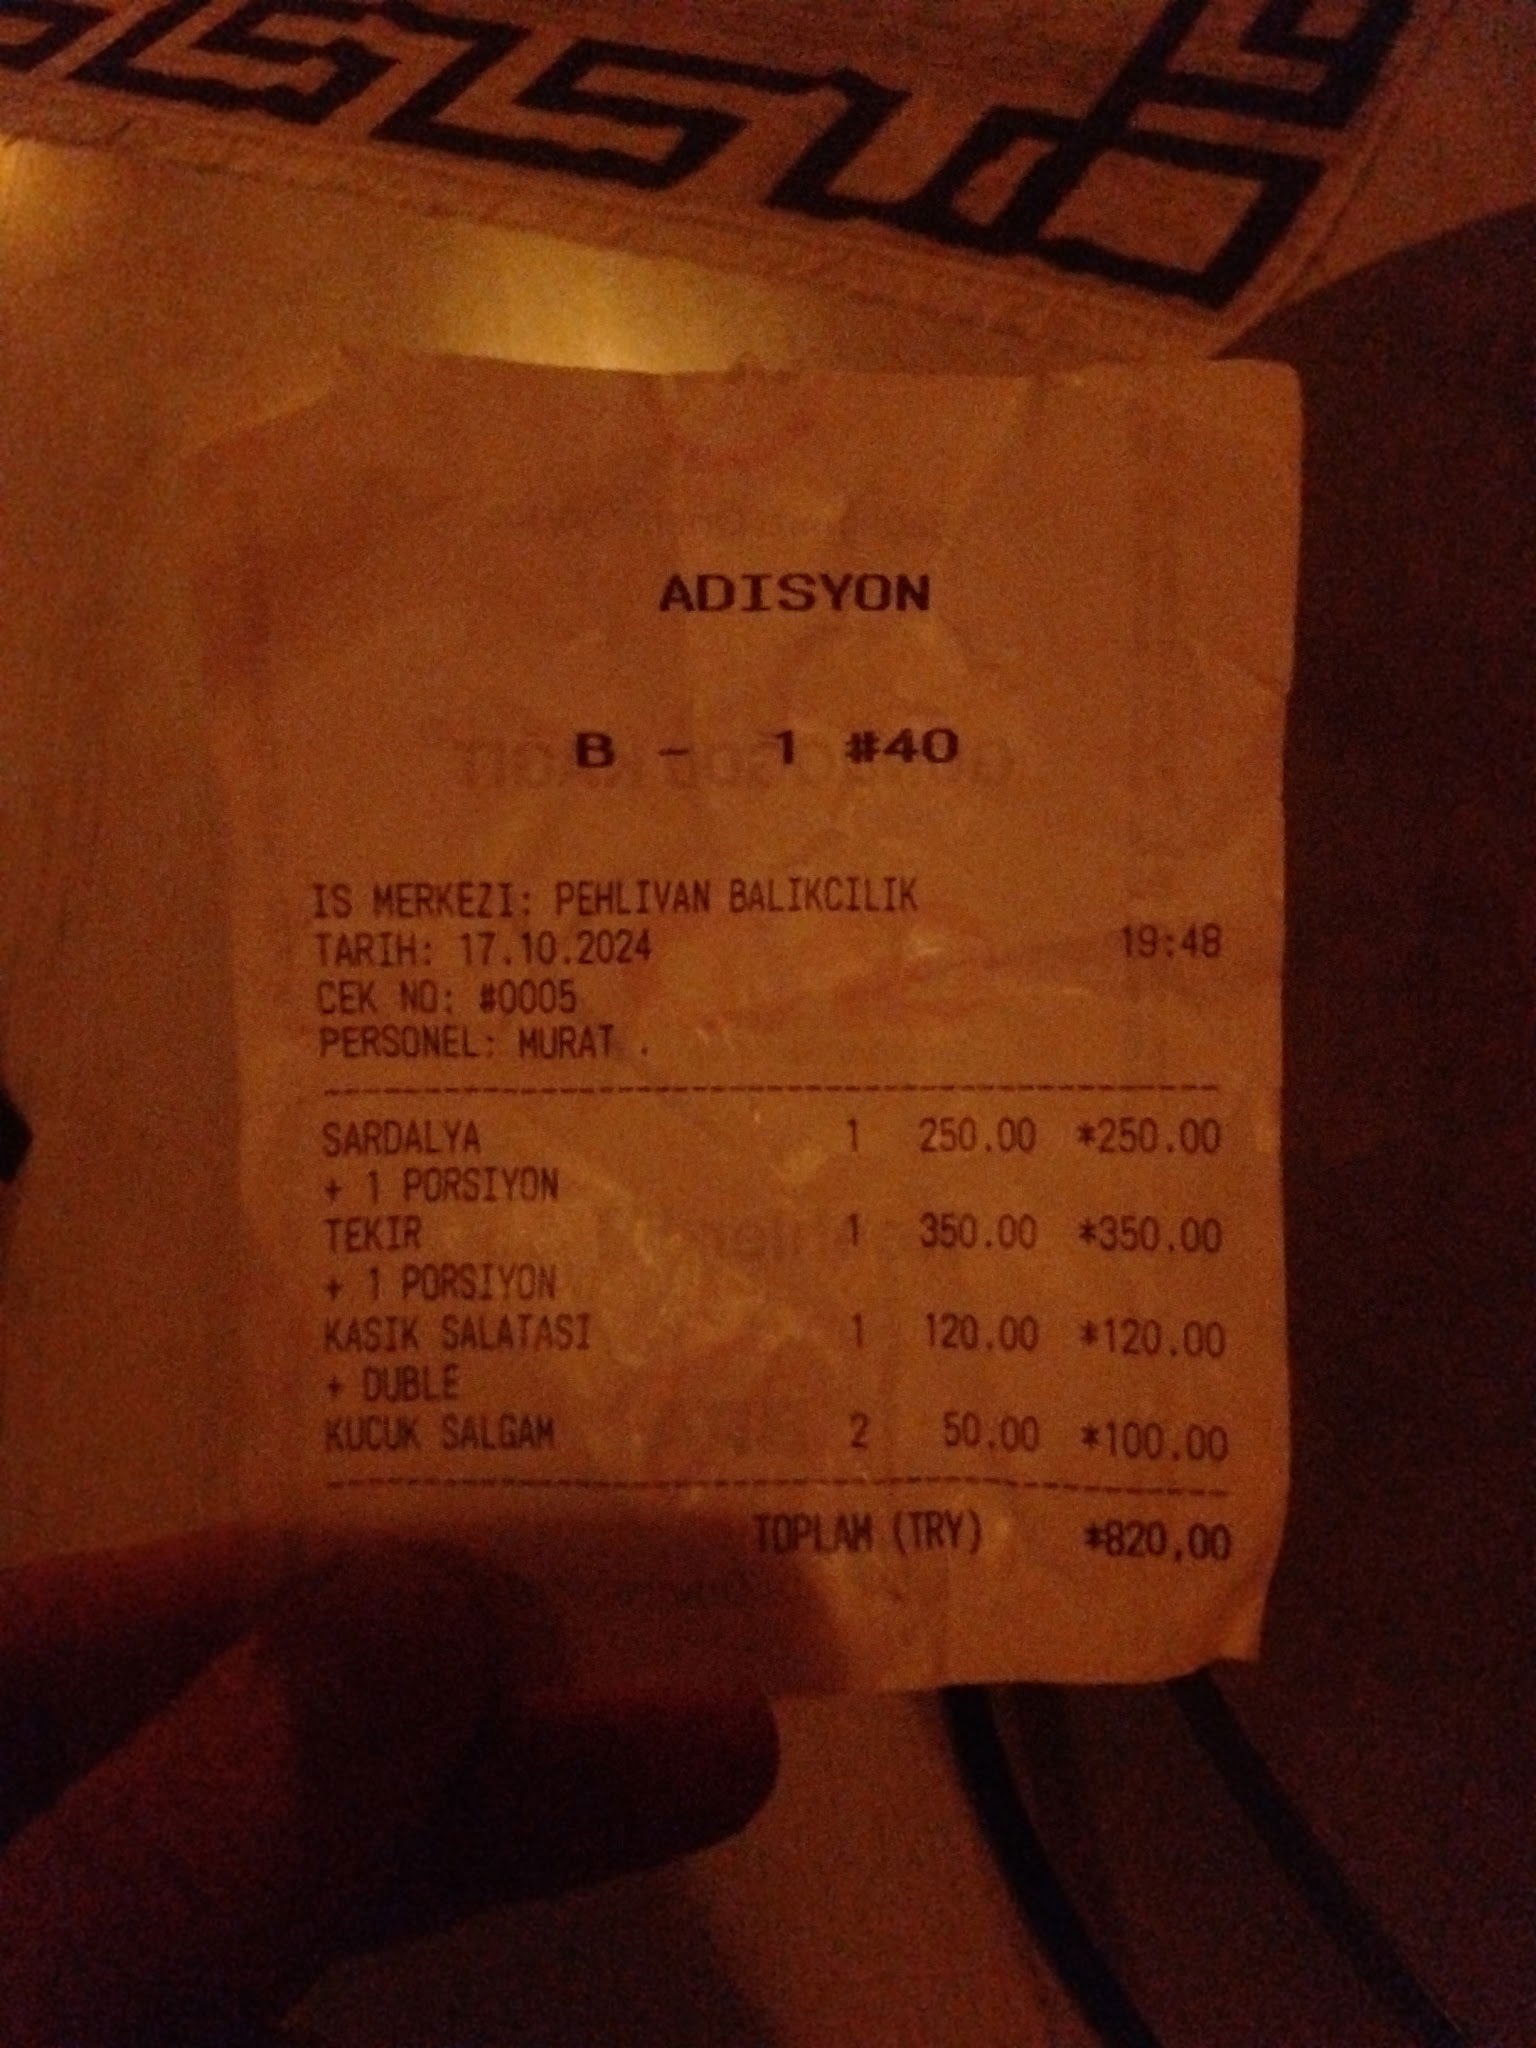 ADISYON
B - 1 #40
IS MERKEZI: PEHLIVAN BALIKCILIK
TARIH: 17.10.2024 19:48
CEK NO: #0005
PERSONEL: MURAT .
SARDALYA 1 250.00 *250.00
+ 1 PORSIYON
TEKIR 1 350.00 *350.00
+ 1 PORSIYON
KASIK SALATASI 1 120.00 *120.00
+ DUBLE
KUCUK SALGAM 2 50.00 *100.00
TOPLAM (TRY) *820,00